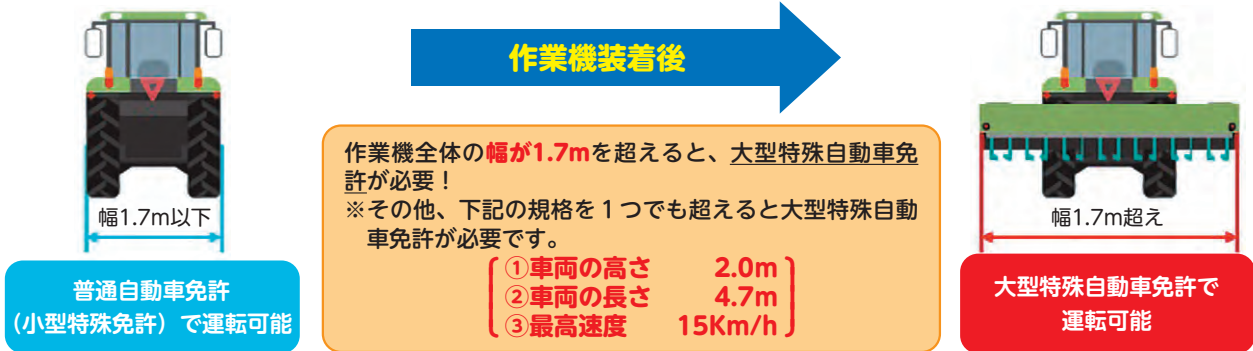 作業機装着後
幅1.7m以下
普通自動車免許
（小型特殊免許）で運転可能
作業機全体の幅が1.7mを超えると、大型特殊自動車免
許が必要！
※その他、下記の規格を１つでも超えると大型特殊自動
車免許が必要です。
①車両の高さ 2.0m
②車両の長さ 4.7m
③最高速度 15Km/h
幅1.7m超え
大型特殊自動車免許で
運転可能